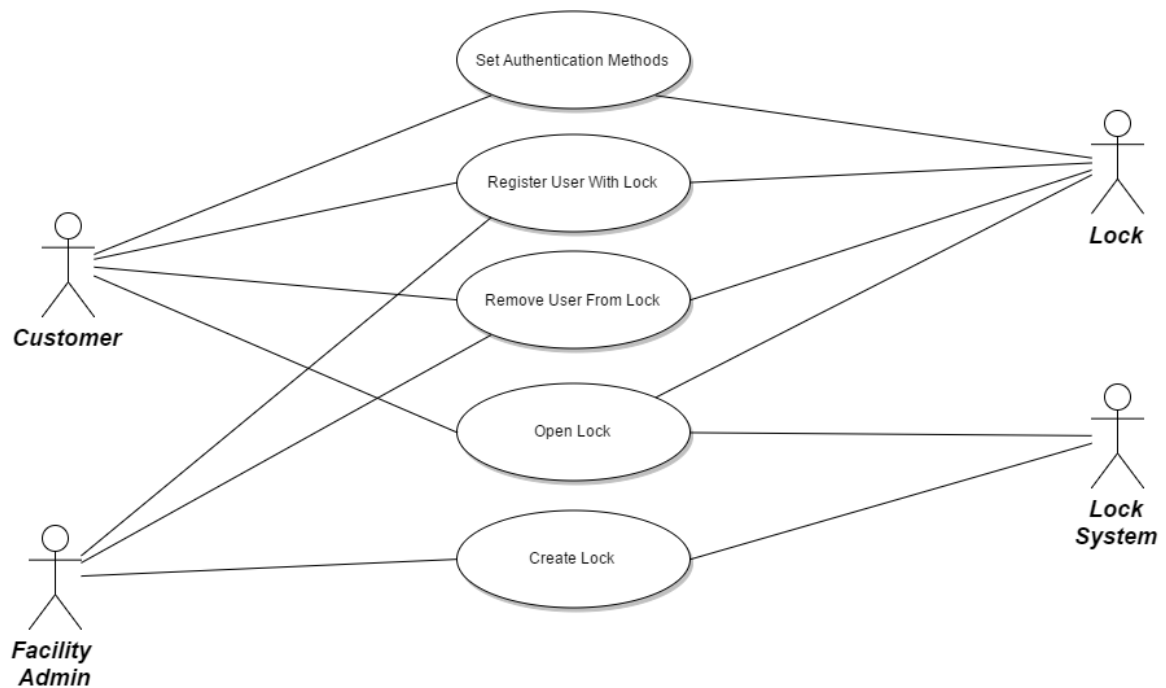 Set Authentication Methods
Register User With Lock
Lock
Customer
Remove User From Lock
Open Lock
Lock
System
Create Lock
Facility
Admin